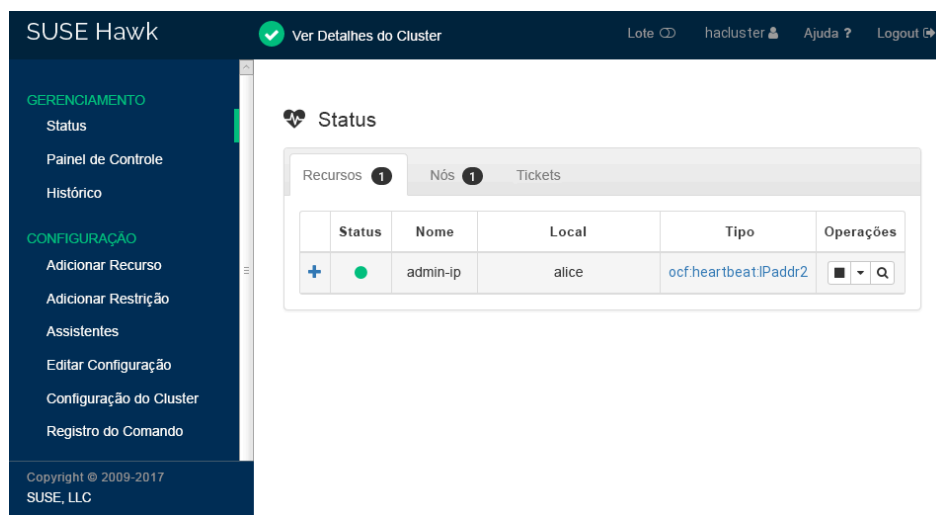 SUSE Hawk
Ver Detalhes do Cluster
Lote
hacluster
Ajuda ?
Logout
GERENCIAMENTO
Status
Painel de Controle
Histórico
CONFIGURAÇÃO
Adicionar Recurso
Adicionar Restrição
Assistentes
Editar Configuração
Configuração do Cluster
Registro do Comando
Copyright © 2009-2017
SUSE, LLC
Status
Recursos 1 Nós 1 Tickets
Status Nome Local Tipo Operações
admin-ip alice ocf:heartbeat:IPaddr2